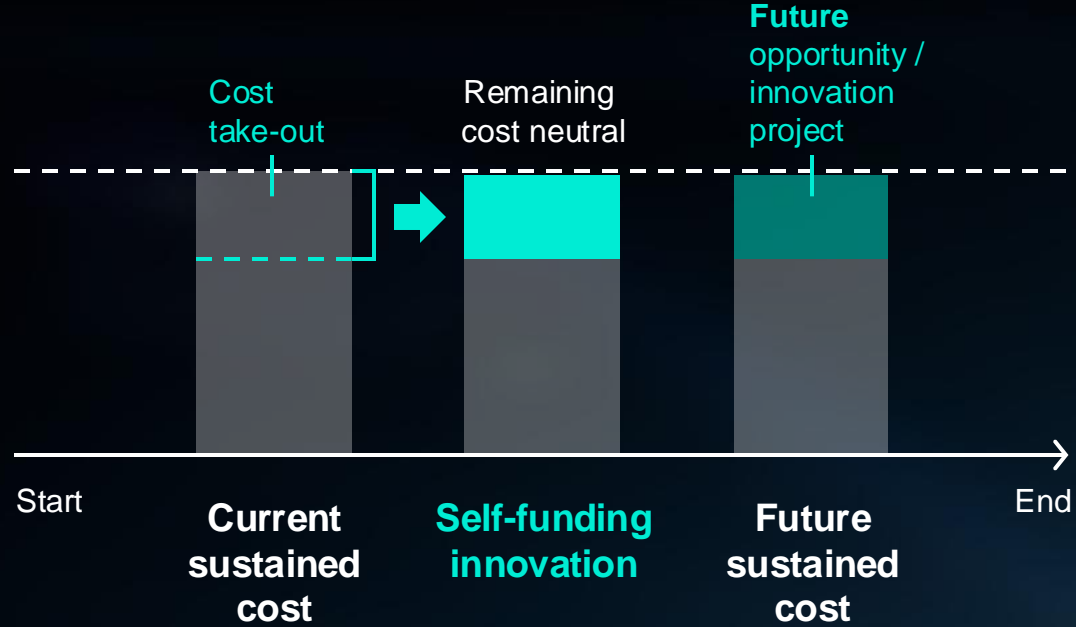 Cost
take-out
Remaining
cost neutral
Future
opportunity /
innovation
project
Start
End
Current
sustained
cost
Self-funding
innovation
Future
sustained
cost